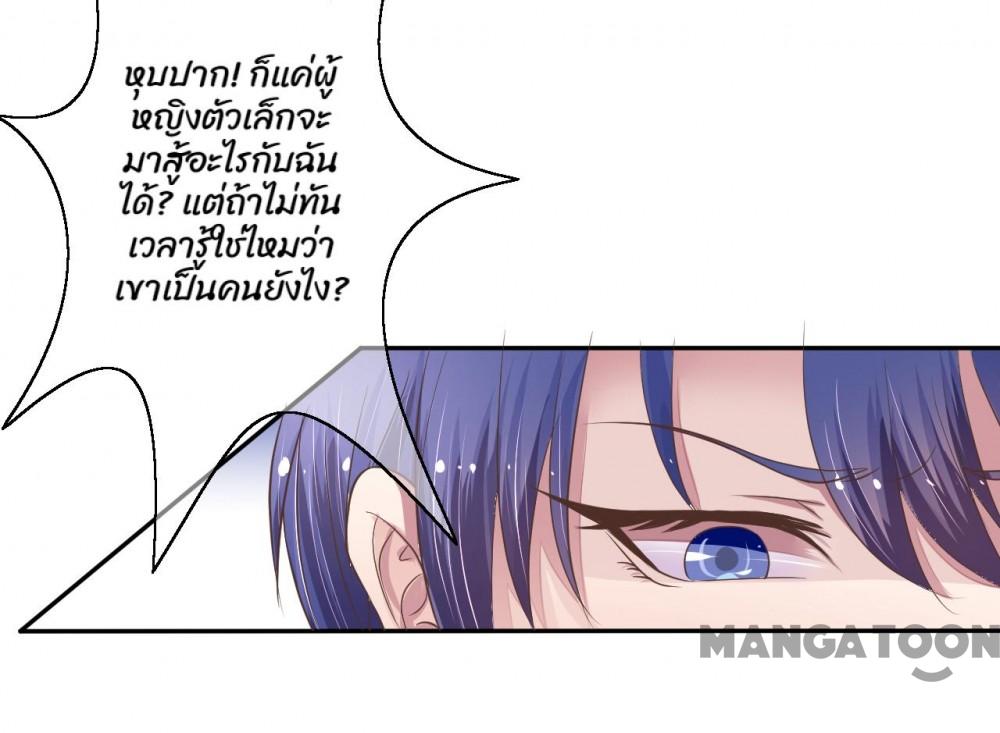 หุบปาก! ก็แค่ผู้
หญิงตัวเล็กจะ
มาสู้อะไรกับฉัน
ได้? แต่ถ้าไม่ทัน
เวลารู้ใช่ไหมว่า
เขาเป็นคนยังไง?
MANGATOON